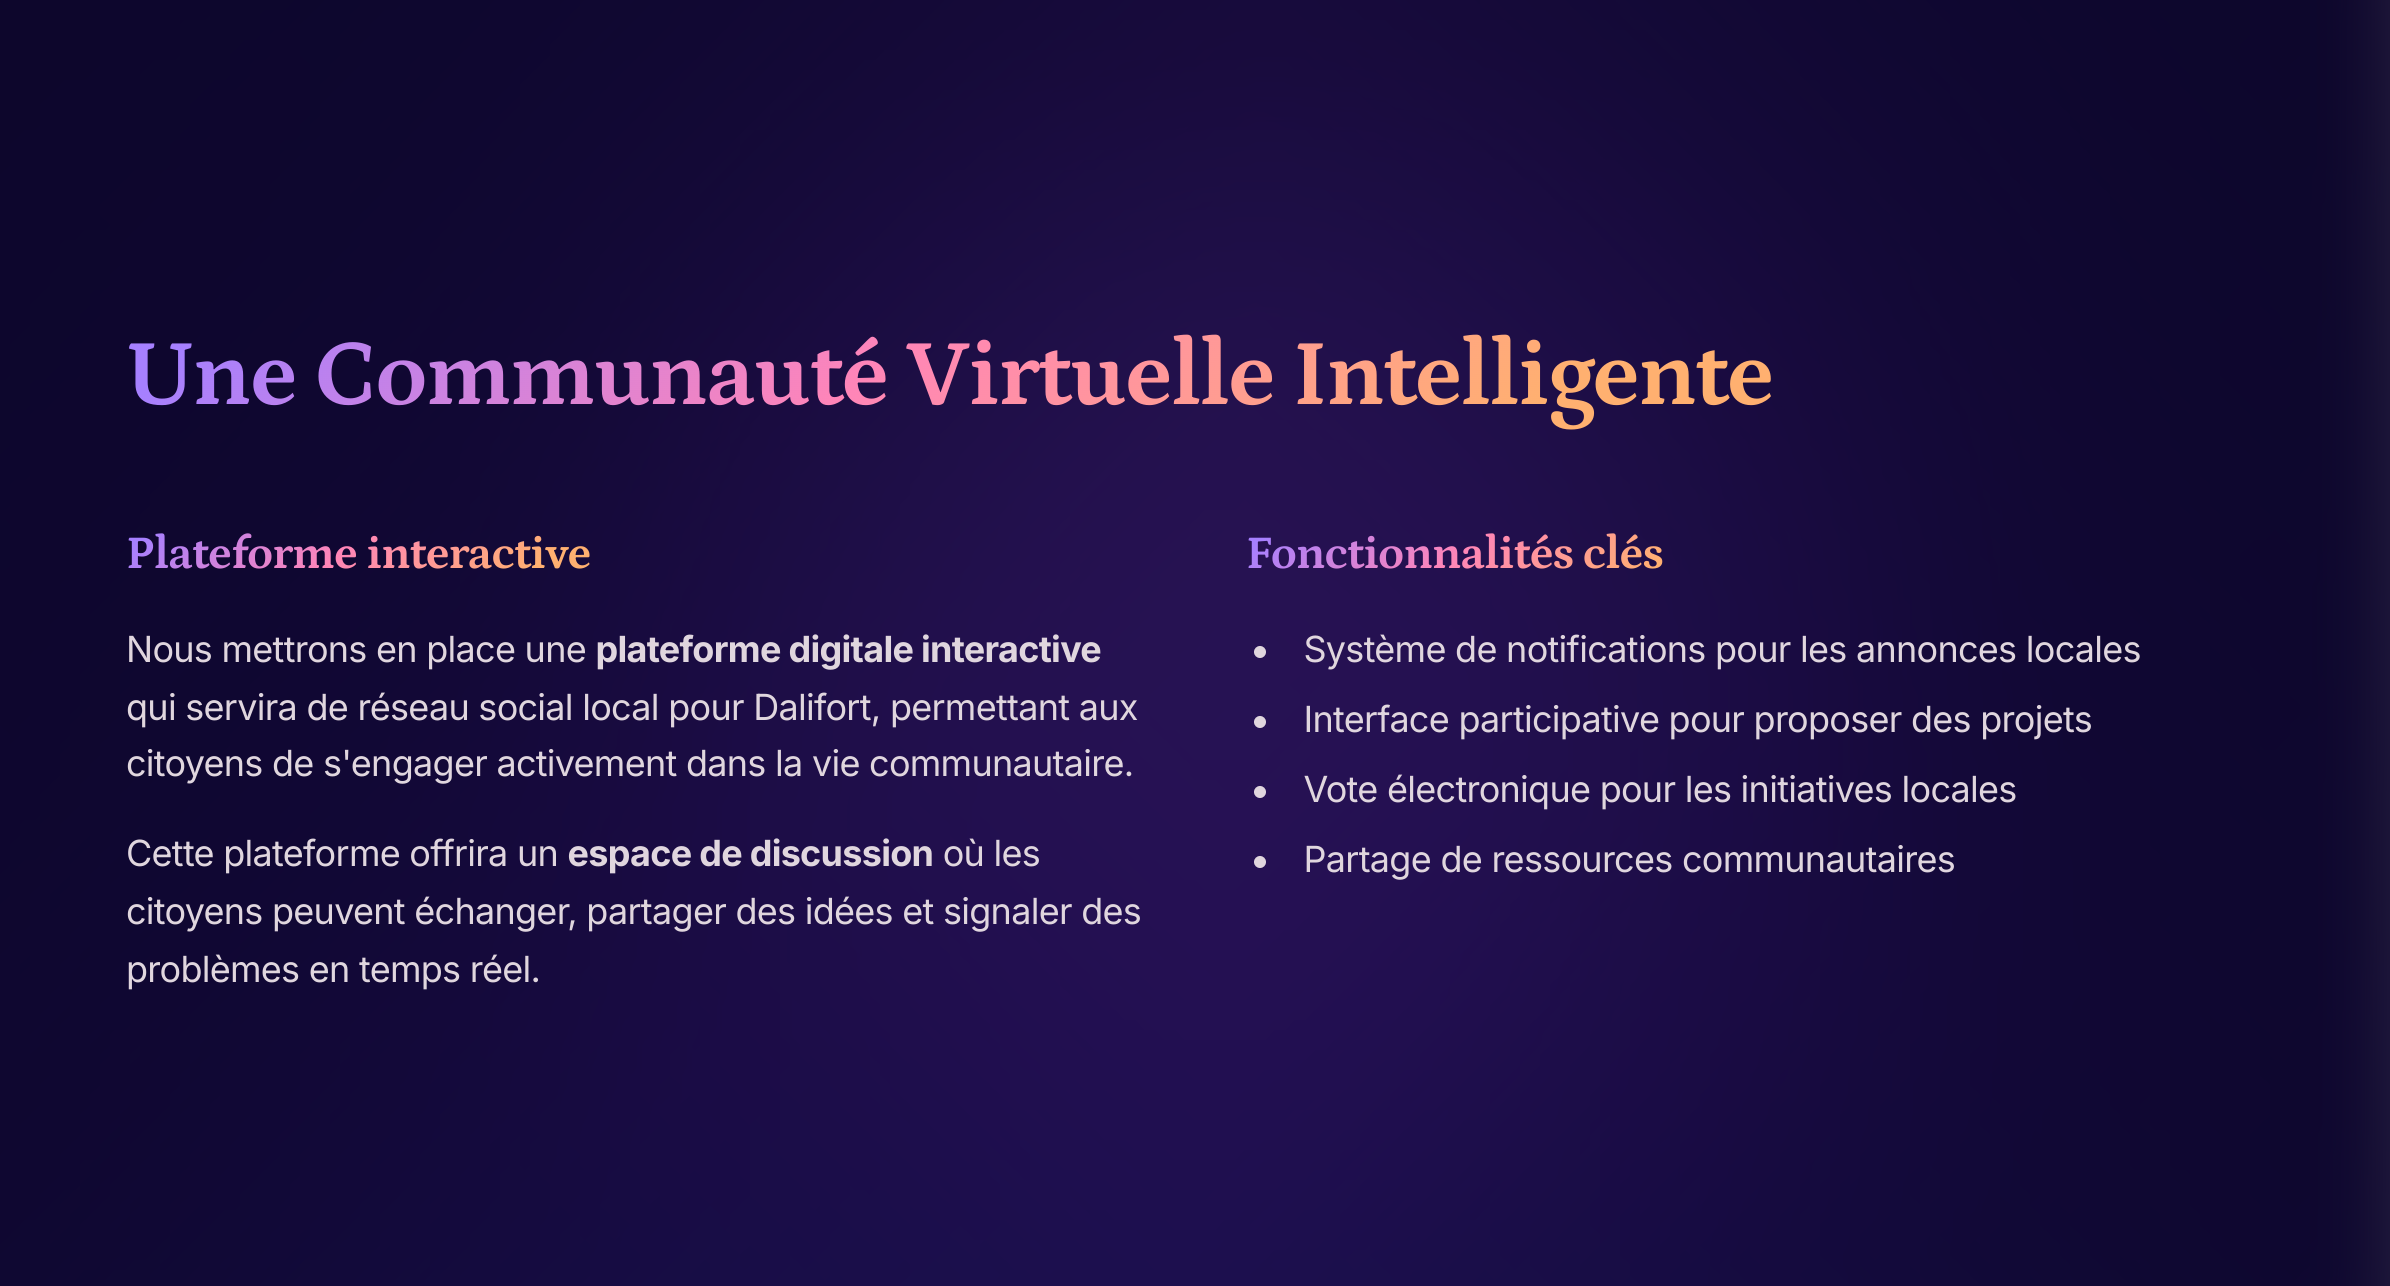 Une Communauté Virtuelle Intelligente
Plateforme interactive
Nous mettrons en place une plateforme digitale interactive
qui servira de réseau social local pour Dalifort, permettant aux
citoyens de s'engager activement dans la vie communautaire.
Cette plateforme offrira un espace de discussion où les
citoyens peuvent échanger, partager des idées et signaler des
problèmes en temps réel.
Fonctionnalités clés
• Système de notifications pour les annonces locales
• Interface participative pour proposer des projets
• Vote électronique pour les initiatives locales
• Partage de ressources communautaires